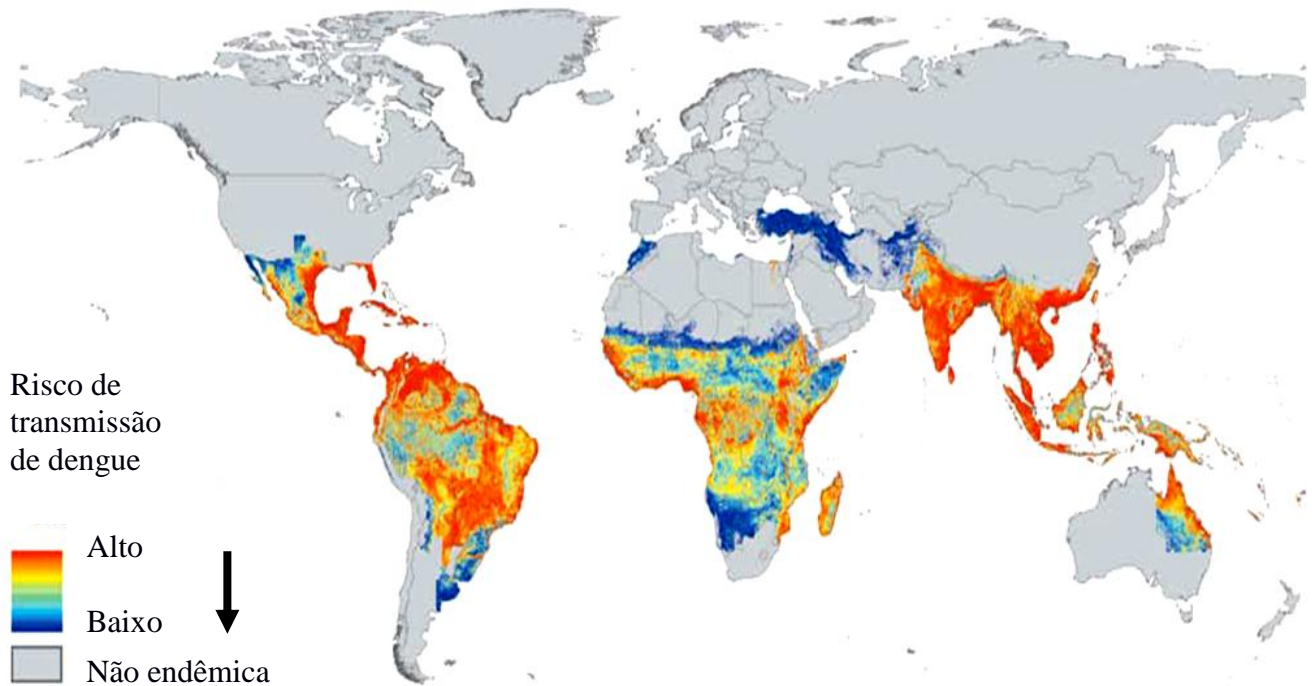 Risco de
transmissão
de dengue
Alto
Baixo
Não endêmica